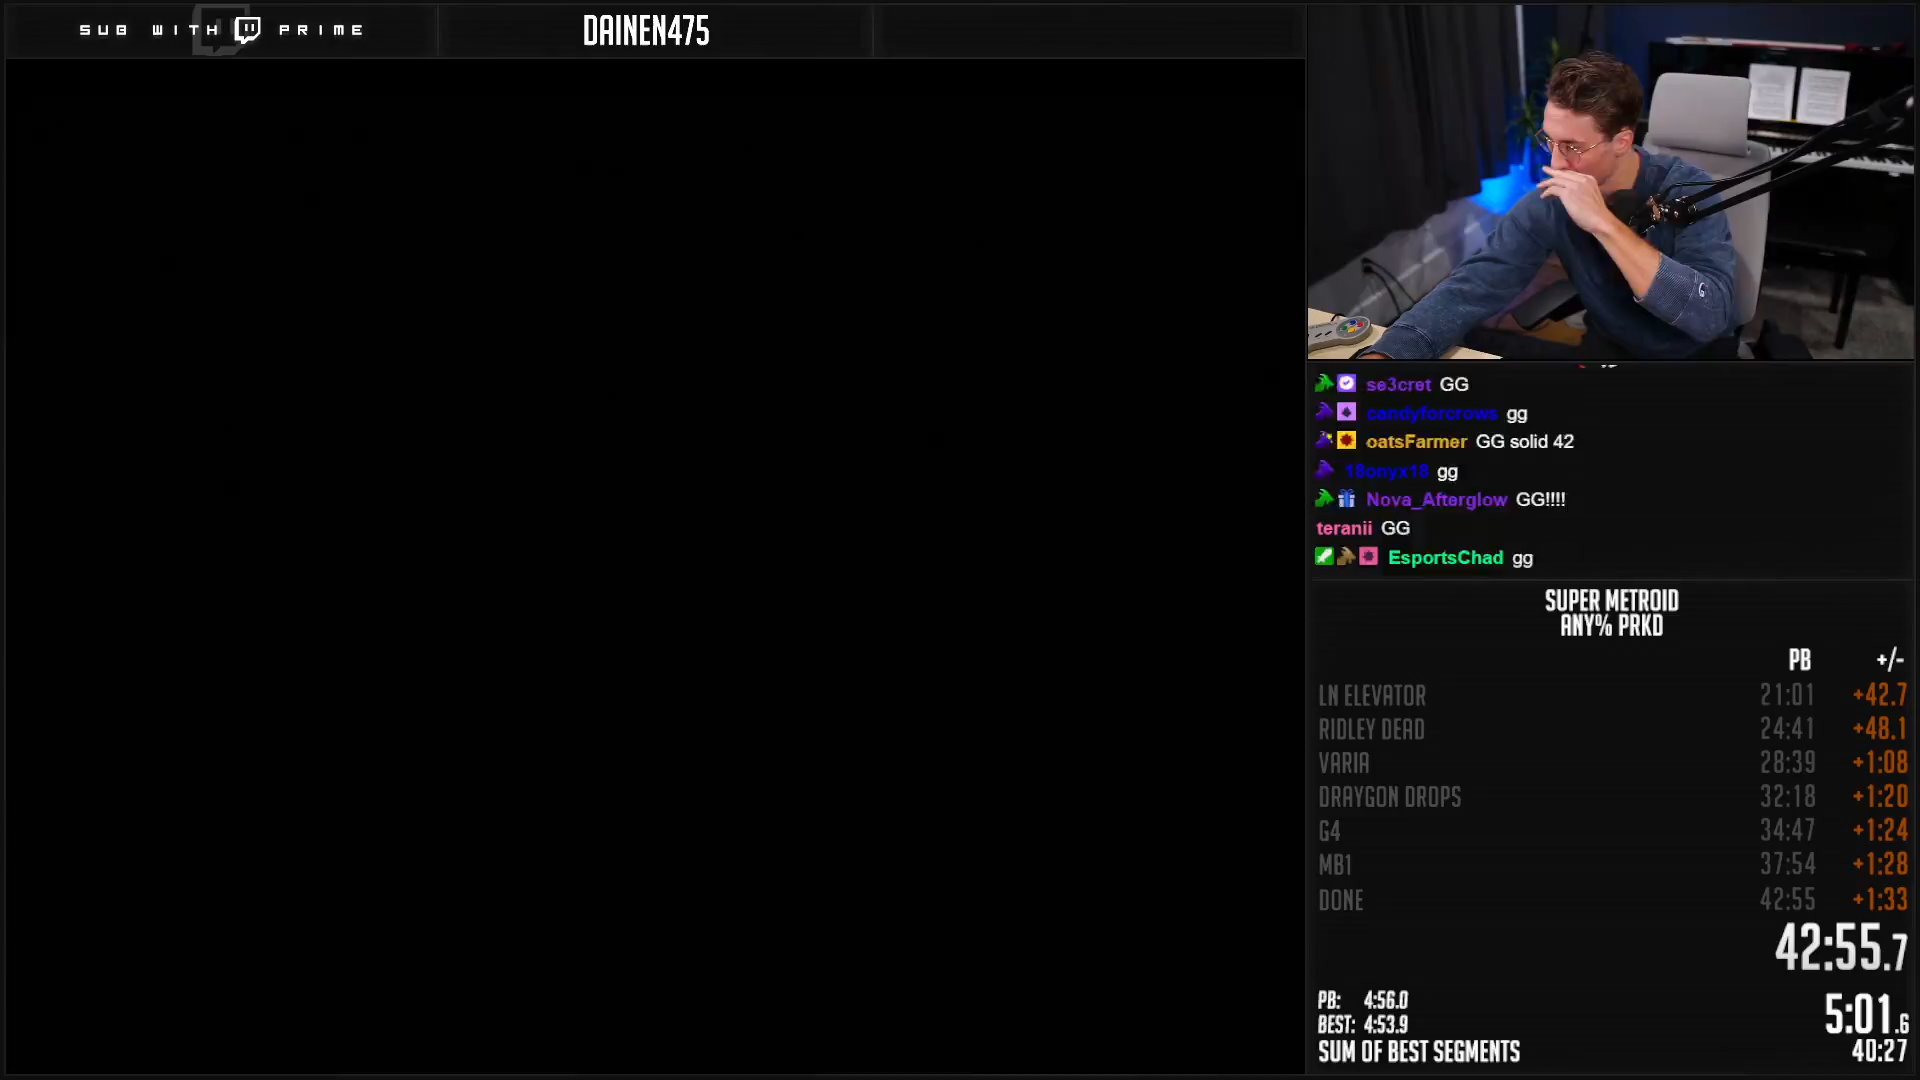 SUB WITH PRIME
DAINEN475
se3cret GG
candyforcrows gg
oatsFarmer GG solid 42
18onyx18 gg
Nova_Afterglow GG!!!!
teranii GG
EsportsChad gg
SUPER METROID
ANY% PRKD
PB +/-
LN ELEVATOR 21:01 +42.7
RIDLEY DEAD 24:41 +48.1
VARIA 28:39 +1:08
DRAYGON DROPS 32:18 +1:20
G4 34:47 +1:24
MB1 37:54 +1:28
DONE 42:55 +1:33
42:55.7
PB: 4:56.0
BEST: 4:53.9
5:01.6
SUM OF BEST SEGMENTS 40:27